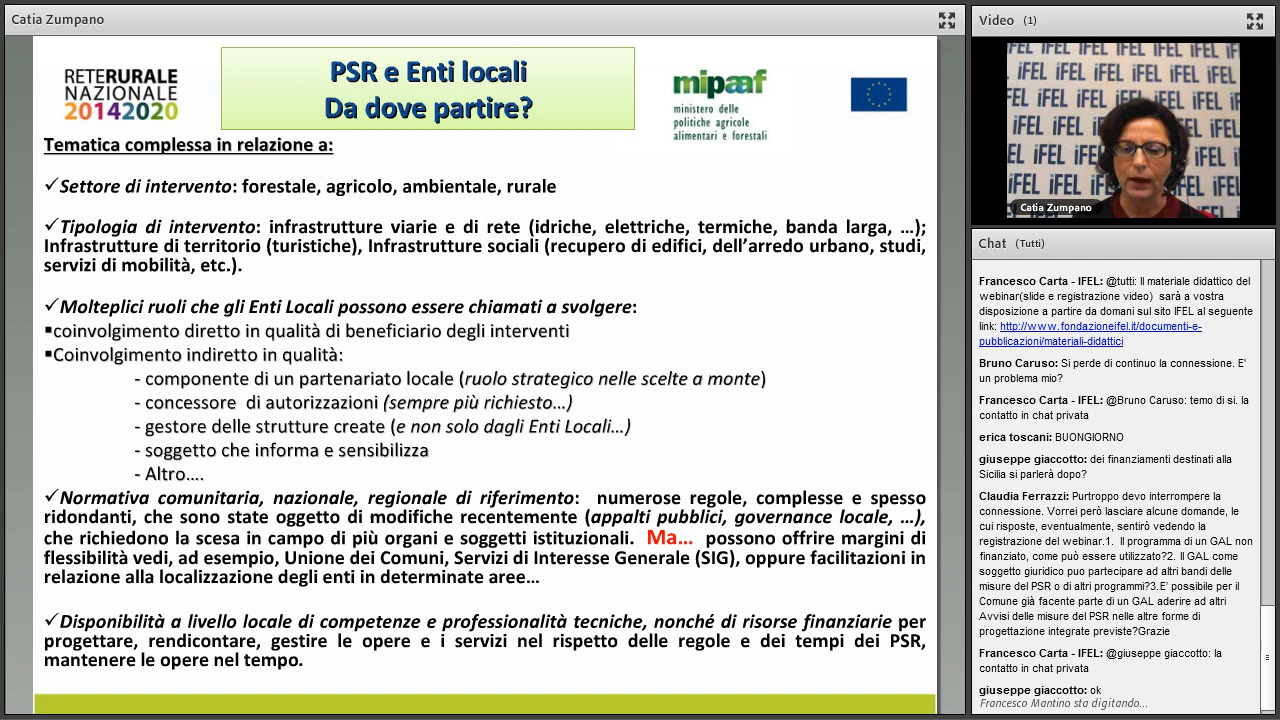 Catia Zumpano
RETERURALE
NAZIONALE
20142020
PSR e Enti locali
Da dove partire?
mipaaf
ministero delle
politiche agricole
alimentari e forestali
Tematica complessa in relazione a:
✓Settore di intervento: forestale, agricolo, ambientale, rurale
✓Tipologia di intervento: infrastrutture viarie e di rete (idriche, elettriche, termiche, banda larga, …);
Infrastrutture di territorio (turistiche), Infrastrutture sociali (recupero di edifici, dell’arredo urbano, studi,
servizi di mobilità, etc.).
✓Molteplici ruoli che gli Enti Locali possono essere chiamati a svolgere:
▪coinvolgimento diretto in qualità di beneficiario degli interventi
▪Coinvolgimento indiretto in qualità:
- componente di un partenariato locale (ruolo strategico nelle scelte a monte)
- concessore di autorizzazioni (sempre più richiesto…)
- gestore delle strutture create (e non solo dagli Enti Locali…)
- soggetto che informa e sensibilizza
- Altro….
✓Normativa comunitaria, nazionale, regionale di riferimento: numerose regole, complesse e spesso
ridondanti, che sono state oggetto di modifiche recentemente (appalti pubblici, governance locale, …),
che richiedono la scesa in campo di più organi e soggetti istituzionali. Ma… possono offrire margini di
flessibilità vedi, ad esempio, Unione dei Comuni, Servizi di Interesse Generale (SIG), oppure facilitazioni in
relazione alla localizzazione degli enti in determinate aree…
✓Disponibilità a livello locale di competenze e professionalità tecniche, nonché di risorse finanziarie per
progettare, rendicontare, gestire le opere e i servizi nel rispetto delle regole e dei tempi dei PSR,
mantenere le opere nel tempo.
Video (1)
iFEL
Catia Zumpano
Chat (Tutti)
Francesco Carta - IFEL: @tutti: Il materiale didattico del
webinar(slide e registrazione video) sarà a vostra
disposizione a partire da domani sul sito IFEL al seguente
link: http://www.fondazioneifel.it/documenti-e-
pubblicazioni/materiali-didattici
Bruno Caruso: Si perde di continuo la connessione. E'
un problema mio?
Francesco Carta - IFEL: @Bruno Caruso: temo di si. la
contatto in chat privata
erica toscani: BUONGIORNO
giuseppe giaccotto: dei finanziamenti destinati alla
Sicilia si parlerà dopo?
Claudia Ferrazzi: Purtroppo devo interrompere la
connessione. Vorrei però lasciare alcune domande, le
cui risposte, eventualmente, sentirò vedendo la
registrazione del webinar.1. Il programma di un GAL non
finanziato, come può essere utilizzato?2. Il GAL come
soggetto giuridico puo partecipare ad altri bandi delle
misure del PSR o di altri programmi?3.E' possibile per il
Comune già facente parte di un GAL aderire ad altri
Avvisi delle misure del PSR nelle altre forme di
progettazione integrate previste?Grazie
Francesco Carta - IFEL: @giuseppe giaccotto: la
contatto in chat privata
giuseppe giaccotto: ok
Francesco Mantino sta digitando...